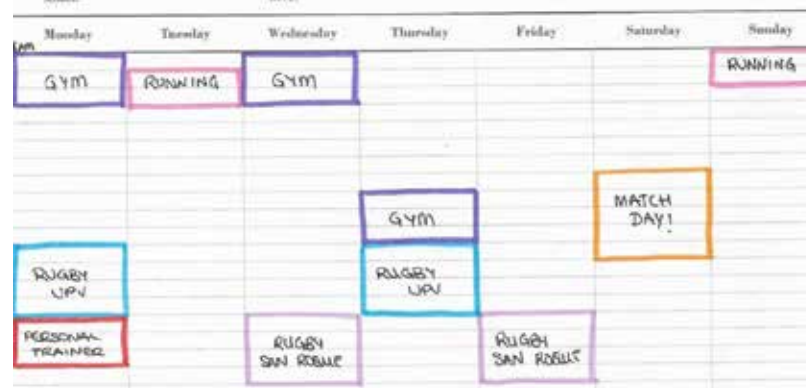 Monday Tuesday Wednesday Thursday Friday Saturday Sunday
GYM RUNNING GYM RUNNING
GYM
MATCH
DAY!
RUGBY
UPV
RUGBY
UPV
PERSONAL
TRAINER
RUGBY
SAN ROQUE
RUGBY
SAN ROQUE